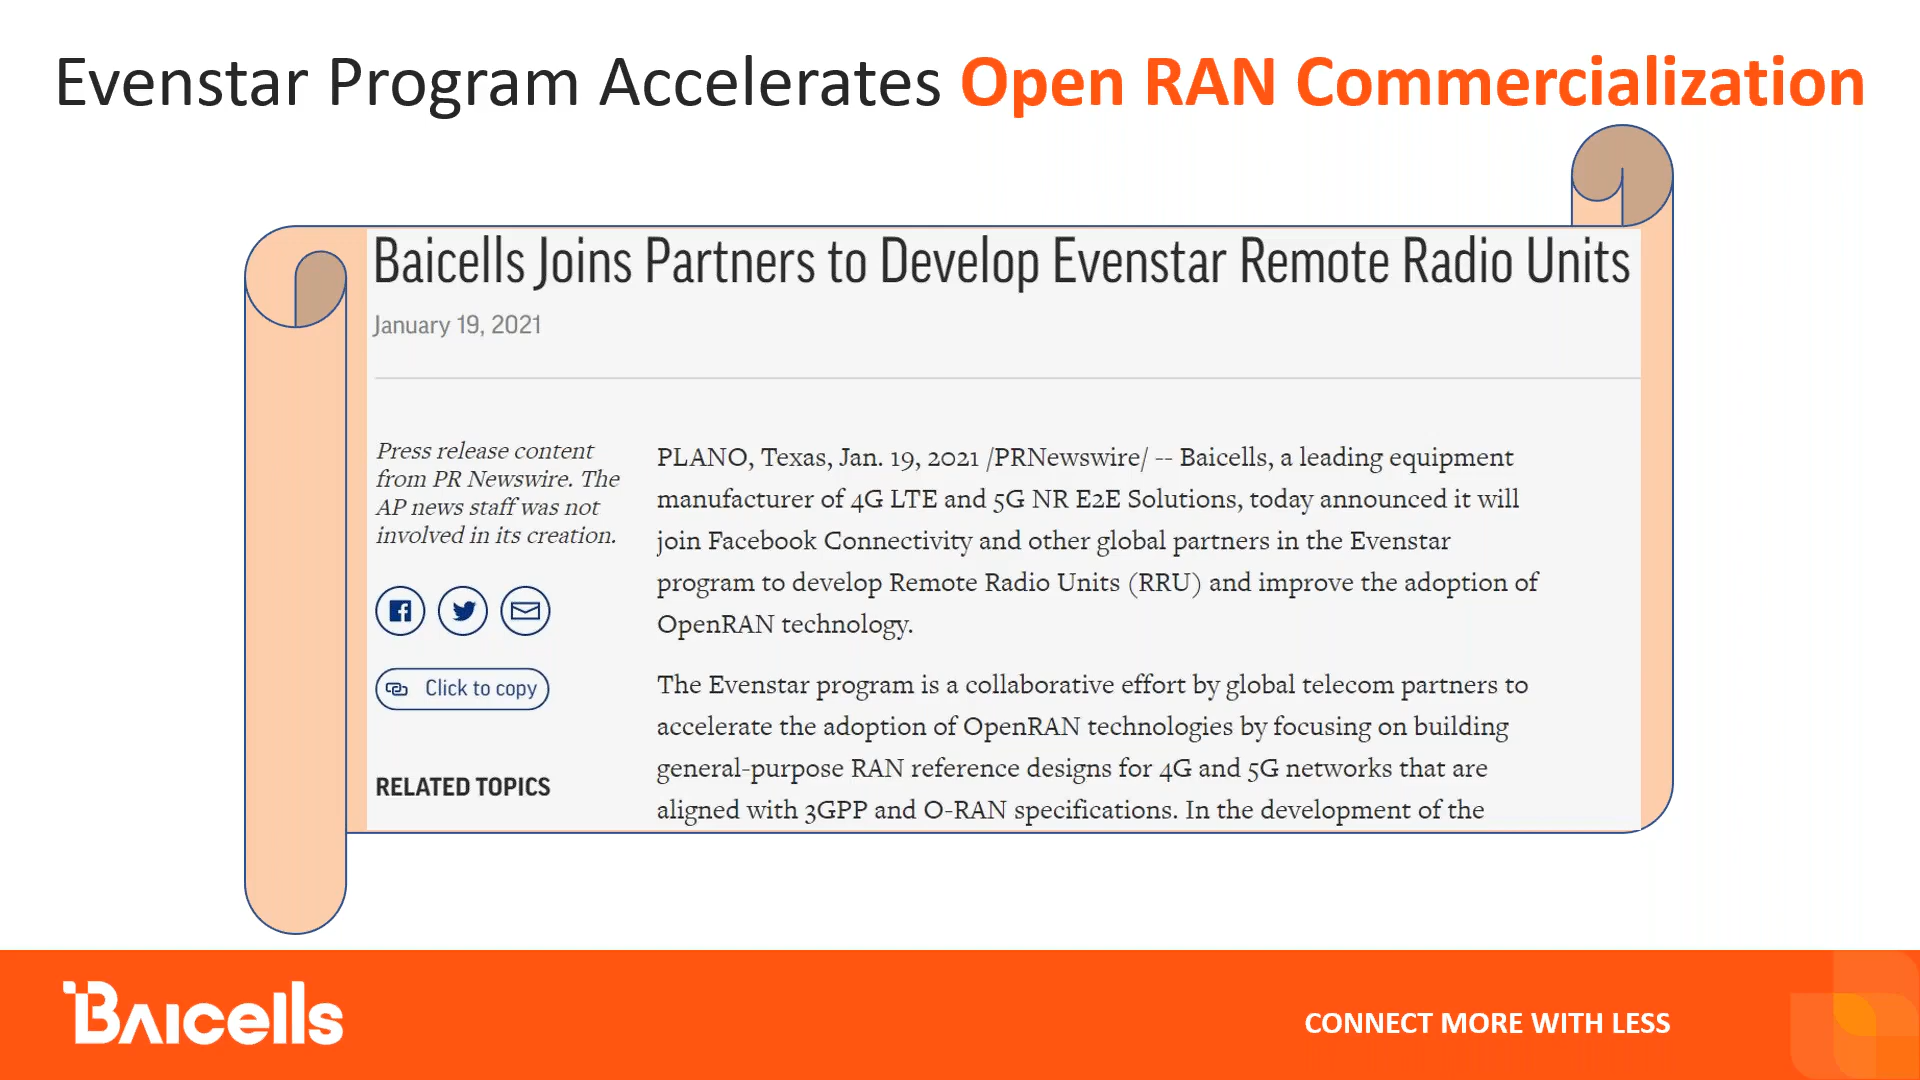 Evenstar Program Accelerates Open RAN Commercialization
Baicells Joins Partners to Develop Evenstar Remote Radio Units
January 19, 2021
Press release content
from PR Newswire. The
AP news staff was not
involved in its creation.
Click to copy
RELATED TOPICS
PLANO, Texas, Jan. 19, 2021 /PRNewswire/ -- Baicells, a leading equipment
manufacturer of 4G LTE and 5G NR E2E Solutions, today announced it will
join Facebook Connectivity and other global partners in the Evenstar
program to develop Remote Radio Units (RRU) and improve the adoption of
OpenRAN technology.
The Evenstar program is a collaborative effort by global telecom partners to
accelerate the adoption of OpenRAN technologies by focusing on building
general-purpose RAN reference designs for 4G and 5G networks that are
aligned with 3GPP and O-RAN specifications. In the development of the
Baicells
CONNECT MORE WITH LESS